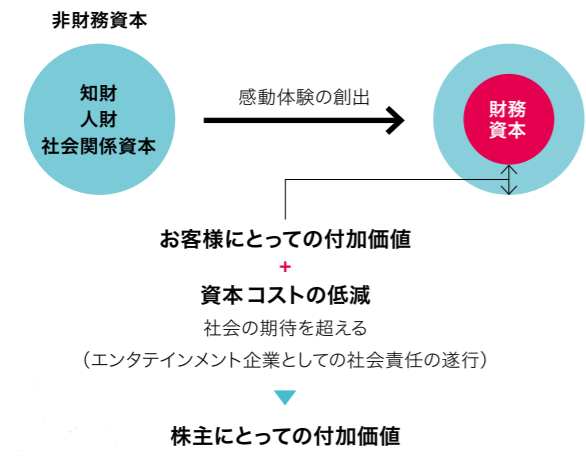 非財務資本
知財
人財
社会関係資本
感動体験の創出
財務
資本
お客様にとっての付加価値
+
資本コストの低減
社会の期待を超える
（エンタテインメント企業としての社会責任の遂行）
株主にとっての付加価値